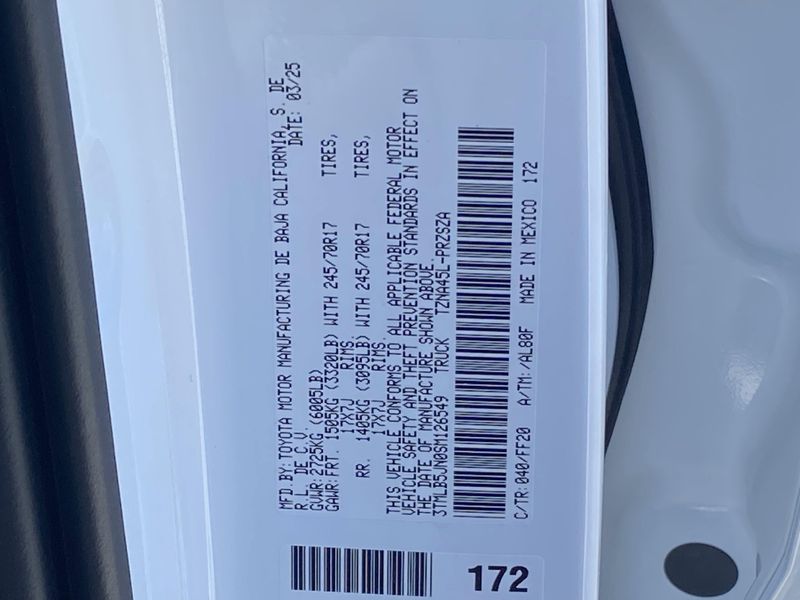 MFD.BY:TOYOTA MOTOR MANUFACTURING DE BAJA CALIFORNIA, S. DE
R.L. DE C.V. DATE: 03/25
GVWR: 2725KG (6005LB)
GAWR:FRT. 1505KG (3320LB) WITH 245/70R17 TIRES,
17X7J RIMS,
RR. 1405KG (3095LB) WITH 245/70R17 TIRES,
17X7J RIMS.
THIS VEHICLE CONFORMS TO ALL APPLICABLE FEDERAL MOTOR
VEHICLE SAFETY AND THEFT PREVENTION STANDARDS IN EFFECT ON
THE DATE OF MANUFACTURE SHOWN ABOVE.
3TMLB5JN0SM126549 TRUCK TZNA45L-PRZSZA
C/TR:040/FF20 A/TM:/AL80F MADE IN MEXICO 172
172